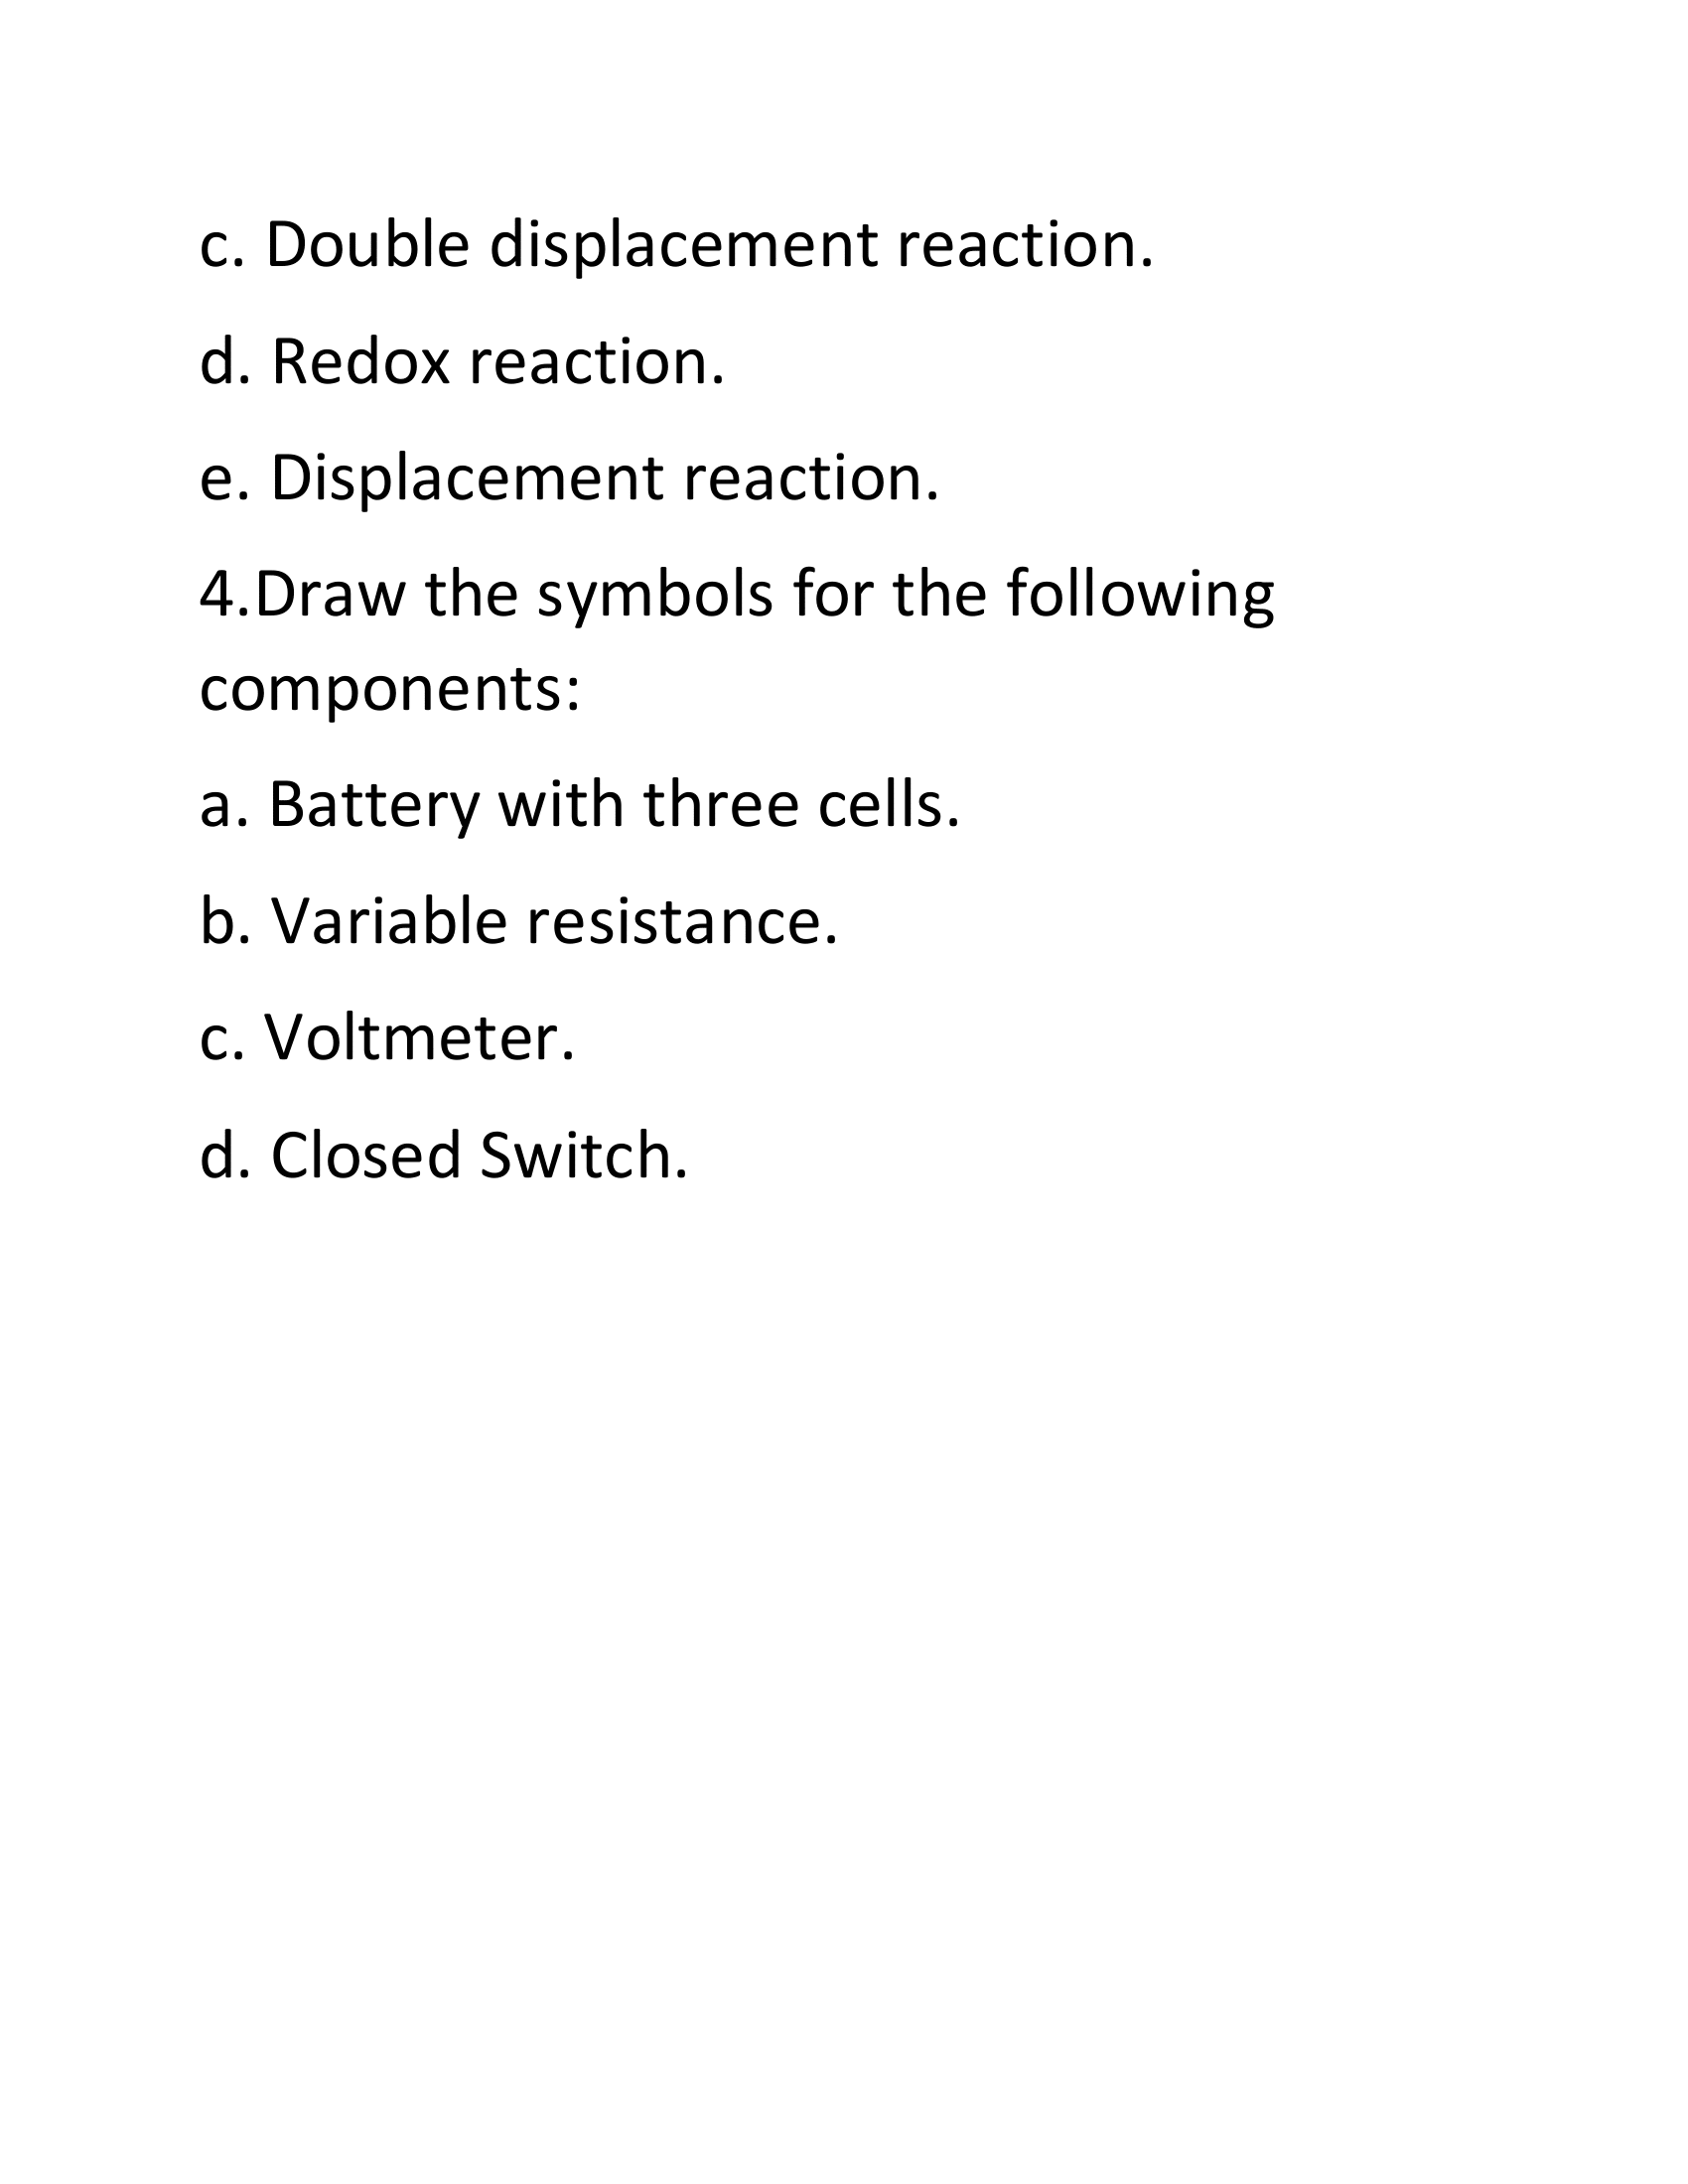 c. Double displacement reaction.
d. Redox reaction.
e. Displacement reaction.
4.Draw the symbols for the following
components:
a. Battery with three cells.
b. Variable resistance.
c. Voltmeter.
d. Closed Switch.